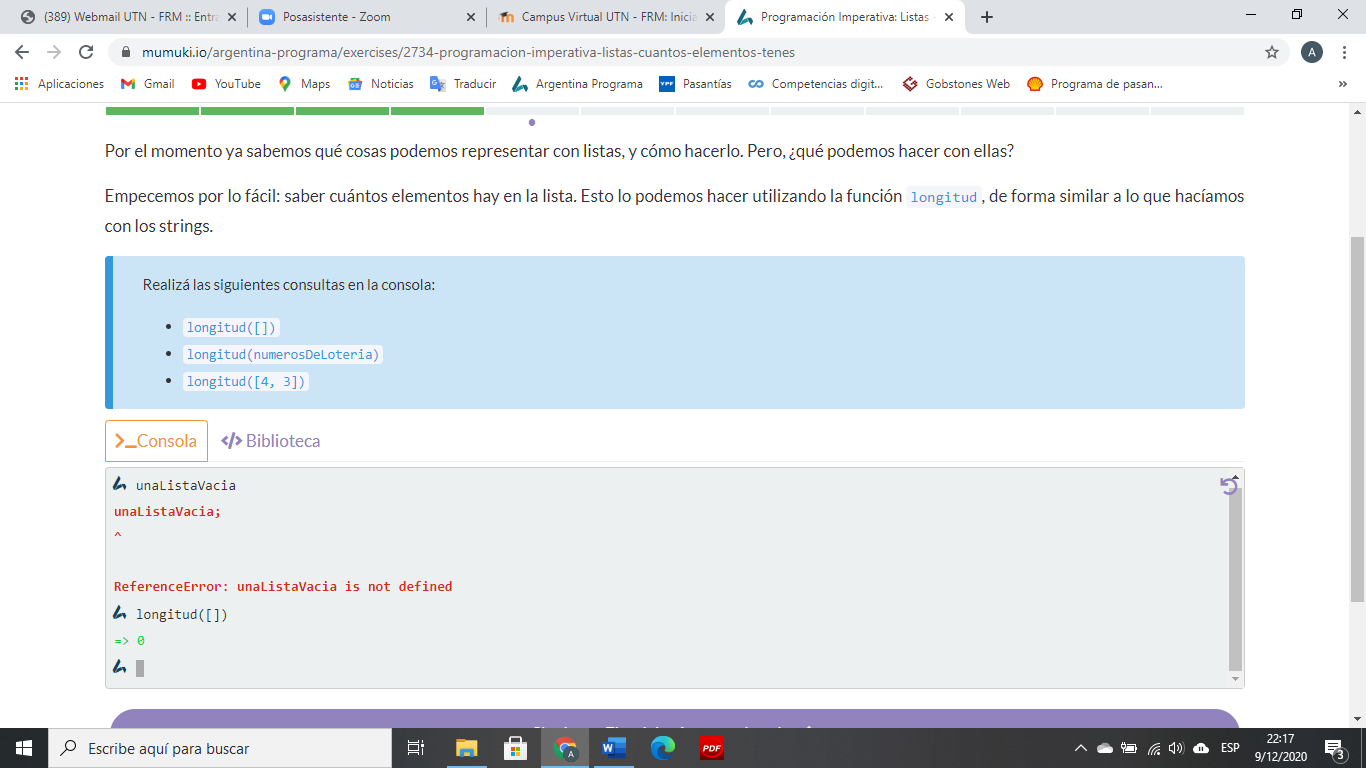 (389) Webmail UTN - FRM :: Entra
Posasistente - Zoom
Campus Virtual UTN - FRM: Inicia
Programación Imperativa: Listas -
mumuki.io/argentina-programa/exercises/2734-programacion-imperativa-listas-cuantos-elementos-tenes
A
Aplicaciones
Gmail
YouTube
Maps
Noticias
Traducir
Argentina Programa
YPF
Pasantías
Competencias digit...
Gobstones Web
Programa de pasan...
»
Por el momento ya sabemos qué cosas podemos representar con listas, y cómo hacerlo. Pero, ¿qué podemos hacer con ellas?
Empecemos por lo fácil: saber cuántos elementos hay en la lista. Esto lo podemos hacer utilizando la función longitud, de forma similar a lo que hacíamos
con los strings.
Realizá las siguientes consultas en la consola:
• longitud([])
• longitud(numerosDeLoteria)
• longitud([4, 3])
>_Consola
</> Biblioteca
unaListaVacia
unaListaVacia;
^
ReferenceError: unaListaVacia is not defined
longitud([])
=> 0
Escribe aquí para buscar
A
W
PDF
ESP
22:17
9/12/2020
3